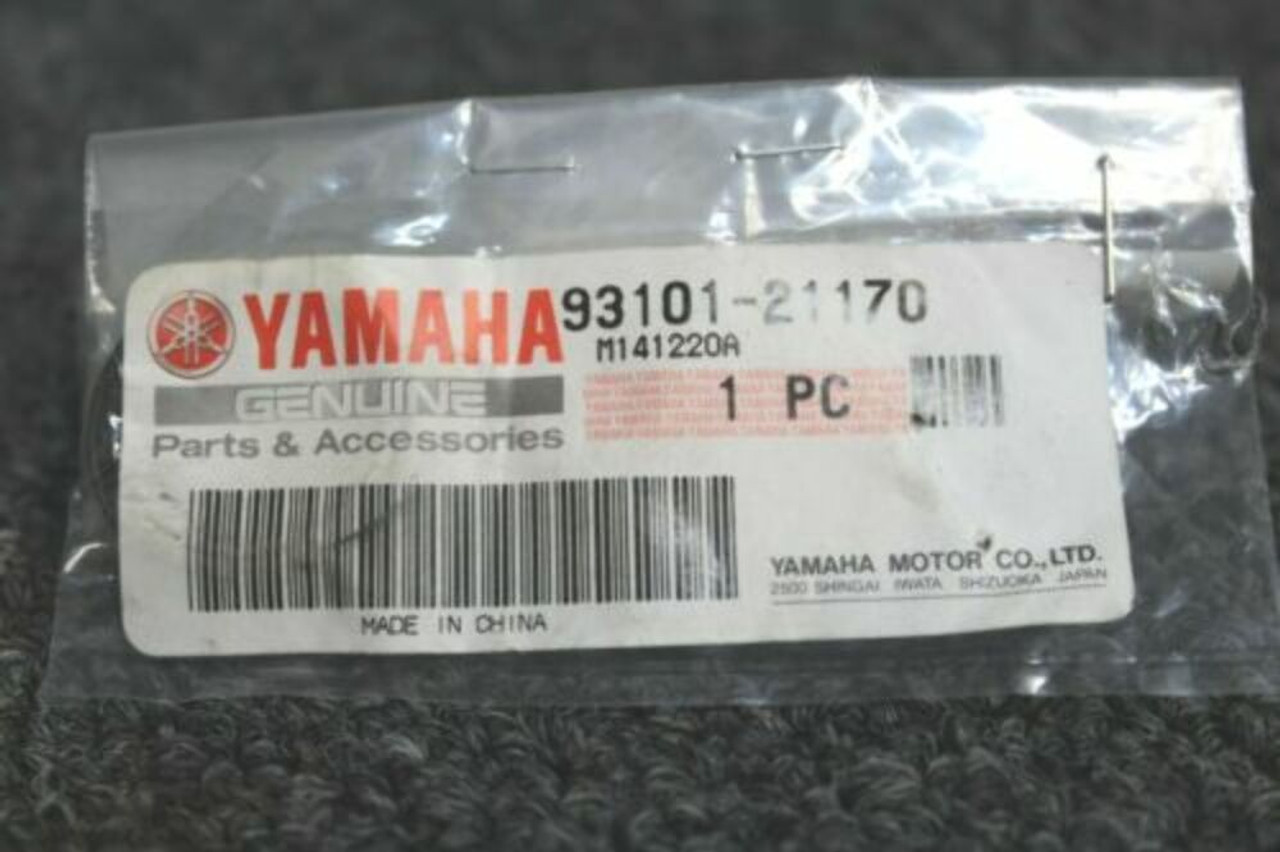 YAMAHA 93101-21170
M141220A
GENUINE
1 PC
Parts & Accessories
YAMAHA MOTOR CO.,LTD.
2500 SHINGAI IWATA SHIZUOKA JAPAN
MADE IN CHINA